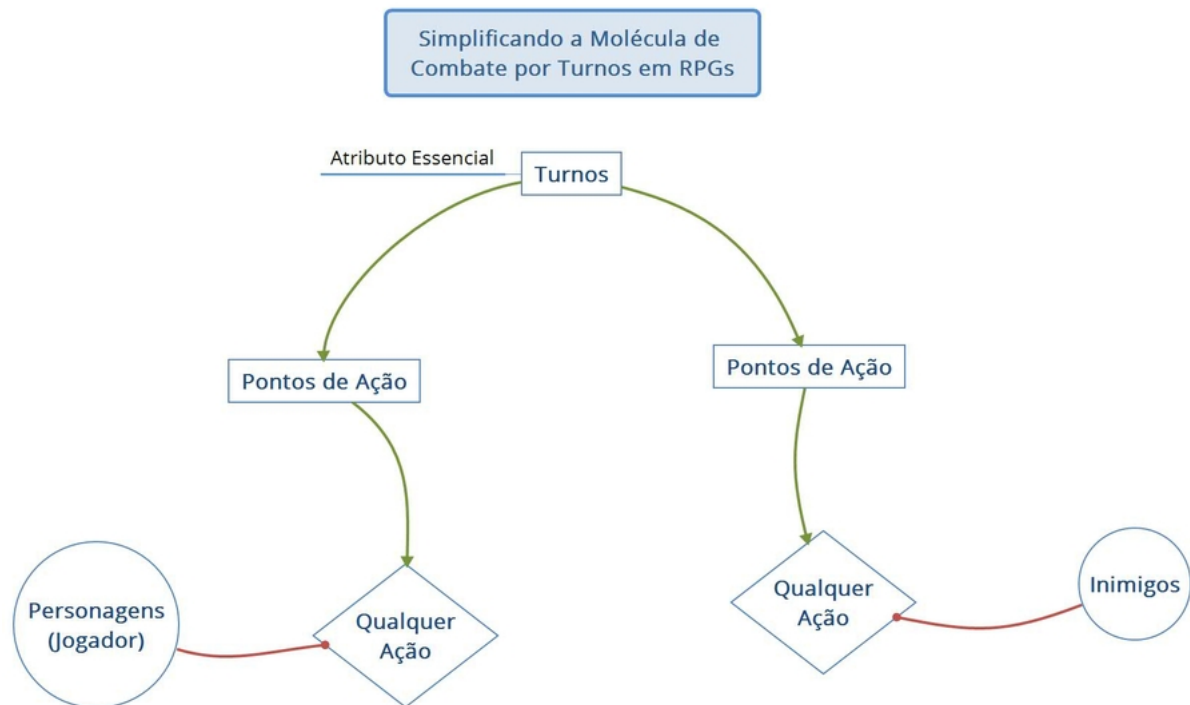 Simplificando a Molécula de
Combate por Turnos em RPGs
Atributo Essencial
Turnos
Pontos de Ação
Pontos de Ação
Personagens
(Jogador)
Qualquer
Ação
Qualquer
Ação
Inimigos